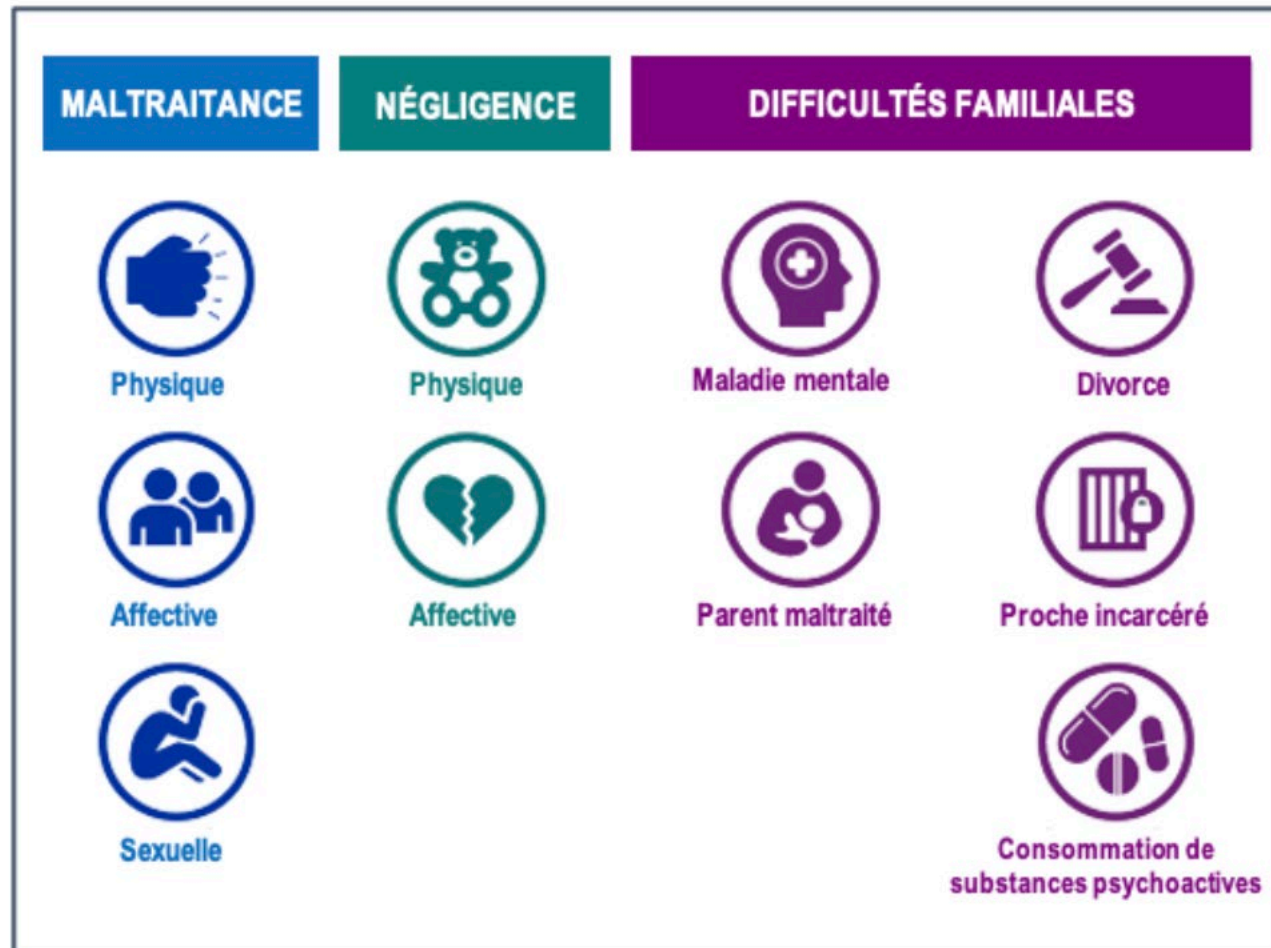 MALTRAITANCE
NÉGLIGENCE
DIFFICULTÉS FAMILIALES
Physique
Physique
Maladie mentale
Divorce
Affective
Affective
Parent maltraité
Proche incarcéré
Sexuelle
Consommation de
substances psychoactives